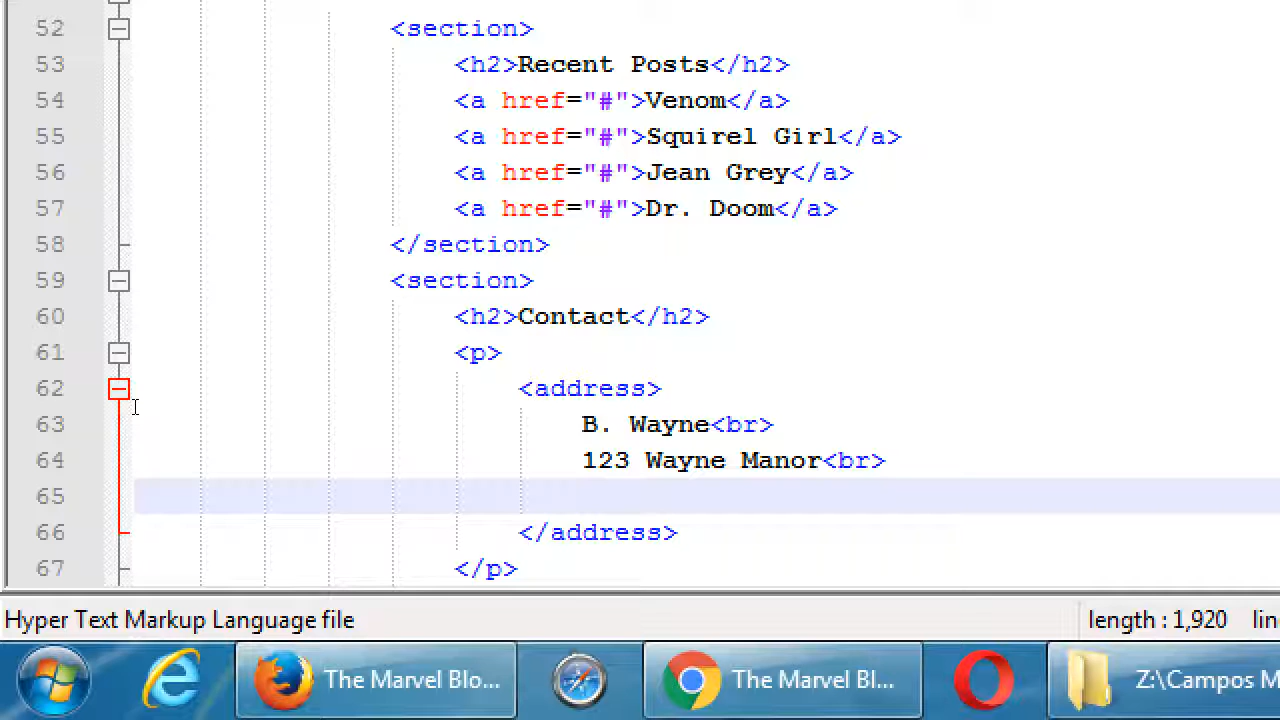 52 <section>
53 <h2>Recent Posts</h2>
54 <a href="#">Venom</a>
55 <a href="#">Squirel Girl</a>
56 <a href="#">Jean Grey</a>
57 <a href="#">Dr. Doom</a>
58 </section>
59 <section>
60 <h2>Contact</h2>
61 <p>
62 <address>
63 B. Wayne<br>
64 123 Wayne Manor<br>
65
66 </address>
67 </p>
Hyper Text Markup Language file length : 1,920 lin
The Marvel Blo... The Marvel Bl... Z:\Campos M